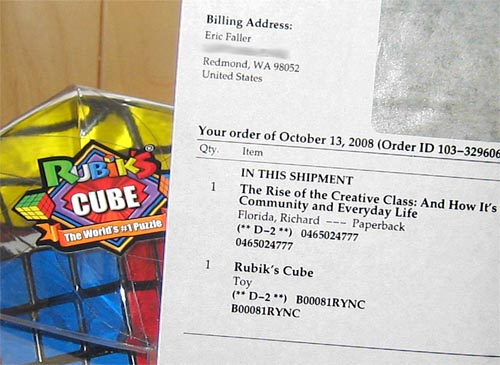 Billing Address:
Eric Faller
Redmond, WA 98052
United States
Your order of October 13, 2008 (Order ID 103-329606
Qty. Item
IN THIS SHIPMENT
1 The Rise of the Creative Class: And How It's
Community and Everyday Life
Florida, Richard --- Paperback
(** D-2 **) 0465024777
0465024777
1 Rubik's Cube
Toy
(** D-2 **) B00081RYNC
B00081RYNC
RUBIK'S®
CUBE
The World's #1 Puzzle